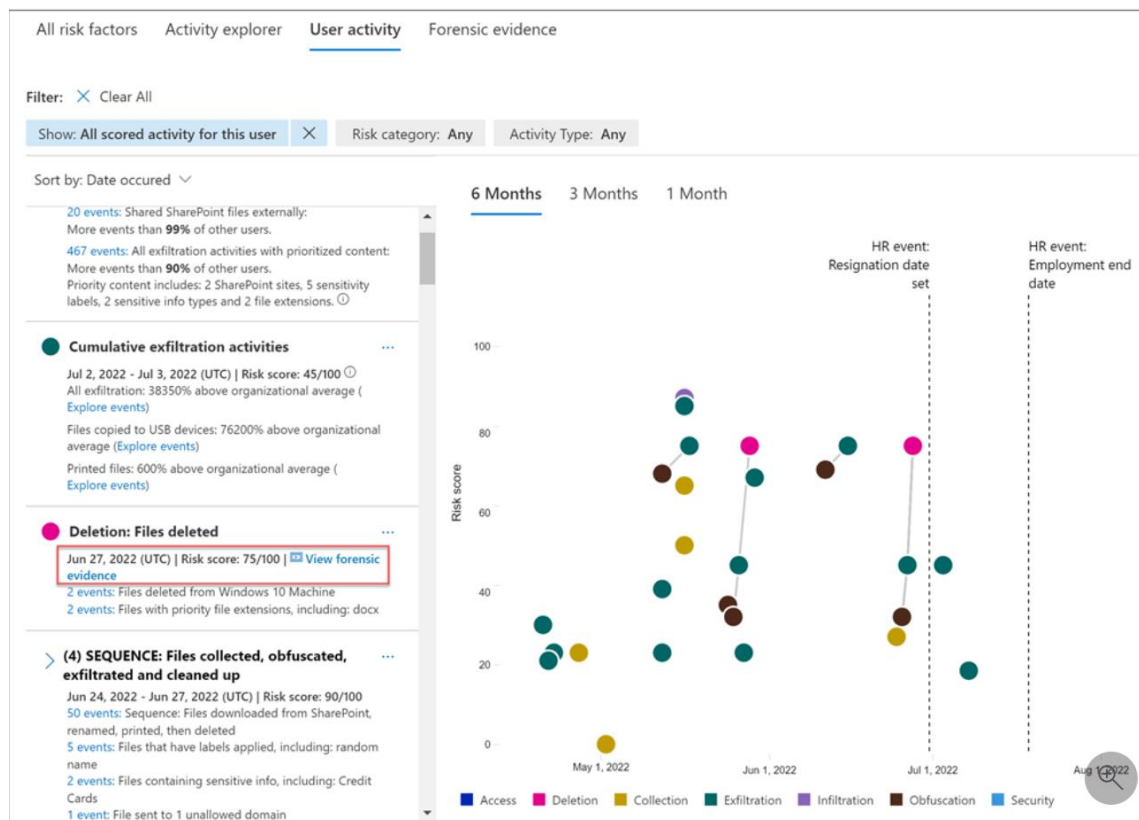 All risk factors Activity explorer User activity Forensic evidence
Filter: Clear All
Show: All scored activity for this user Risk category: Any Activity Type: Any
Sort by: Date occured
20 events: Shared SharePoint files externally:
More events than 99% of other users.
467 events: All exfiltration activities with prioritized content:
More events than 90% of other users.
Priority content includes: 2 SharePoint sites, 5 sensitivity
labels, 2 sensitive info types and 2 file extensions.
Cumulative exfiltration activities ...
Jul 2, 2022 - Jul 3, 2022 (UTC) | Risk score: 45/100
All exfiltration: 38350% above organizational average (
Explore events)
Files copied to USB devices: 76200% above organizational
average (Explore events)
Printed files: 600% above organizational average (
Explore events)
Deletion: Files deleted ...
Jun 27, 2022 (UTC) | Risk score: 75/100 | View forensic
evidence
2 events: Files deleted from Windows 10 Machine
2 events: Files with priority file extensions, including: docx
(4) SEQUENCE: Files collected, obfuscated, ...
exfiltrated and cleaned up
Jun 24, 2022 - Jun 27, 2022 (UTC) | Risk score: 90/100
50 events: Sequence: Files downloaded from SharePoint,
renamed, printed, then deleted
5 events: Files that have labels applied, including: random
name
2 events: Files containing sensitive info, including: Credit
Cards
1 event: File sent to 1 unallowed domain
6 Months 3 Months 1 Month
HR event:
Resignation date
set
HR event:
Employment end
date
Risk score
100
80
60
40
20
0
May 1, 2022 Jun 1, 2022 Jul 1, 2022 Aug 1, 2022
Access Deletion Collection Exfiltration Infiltration Obfuscation Security